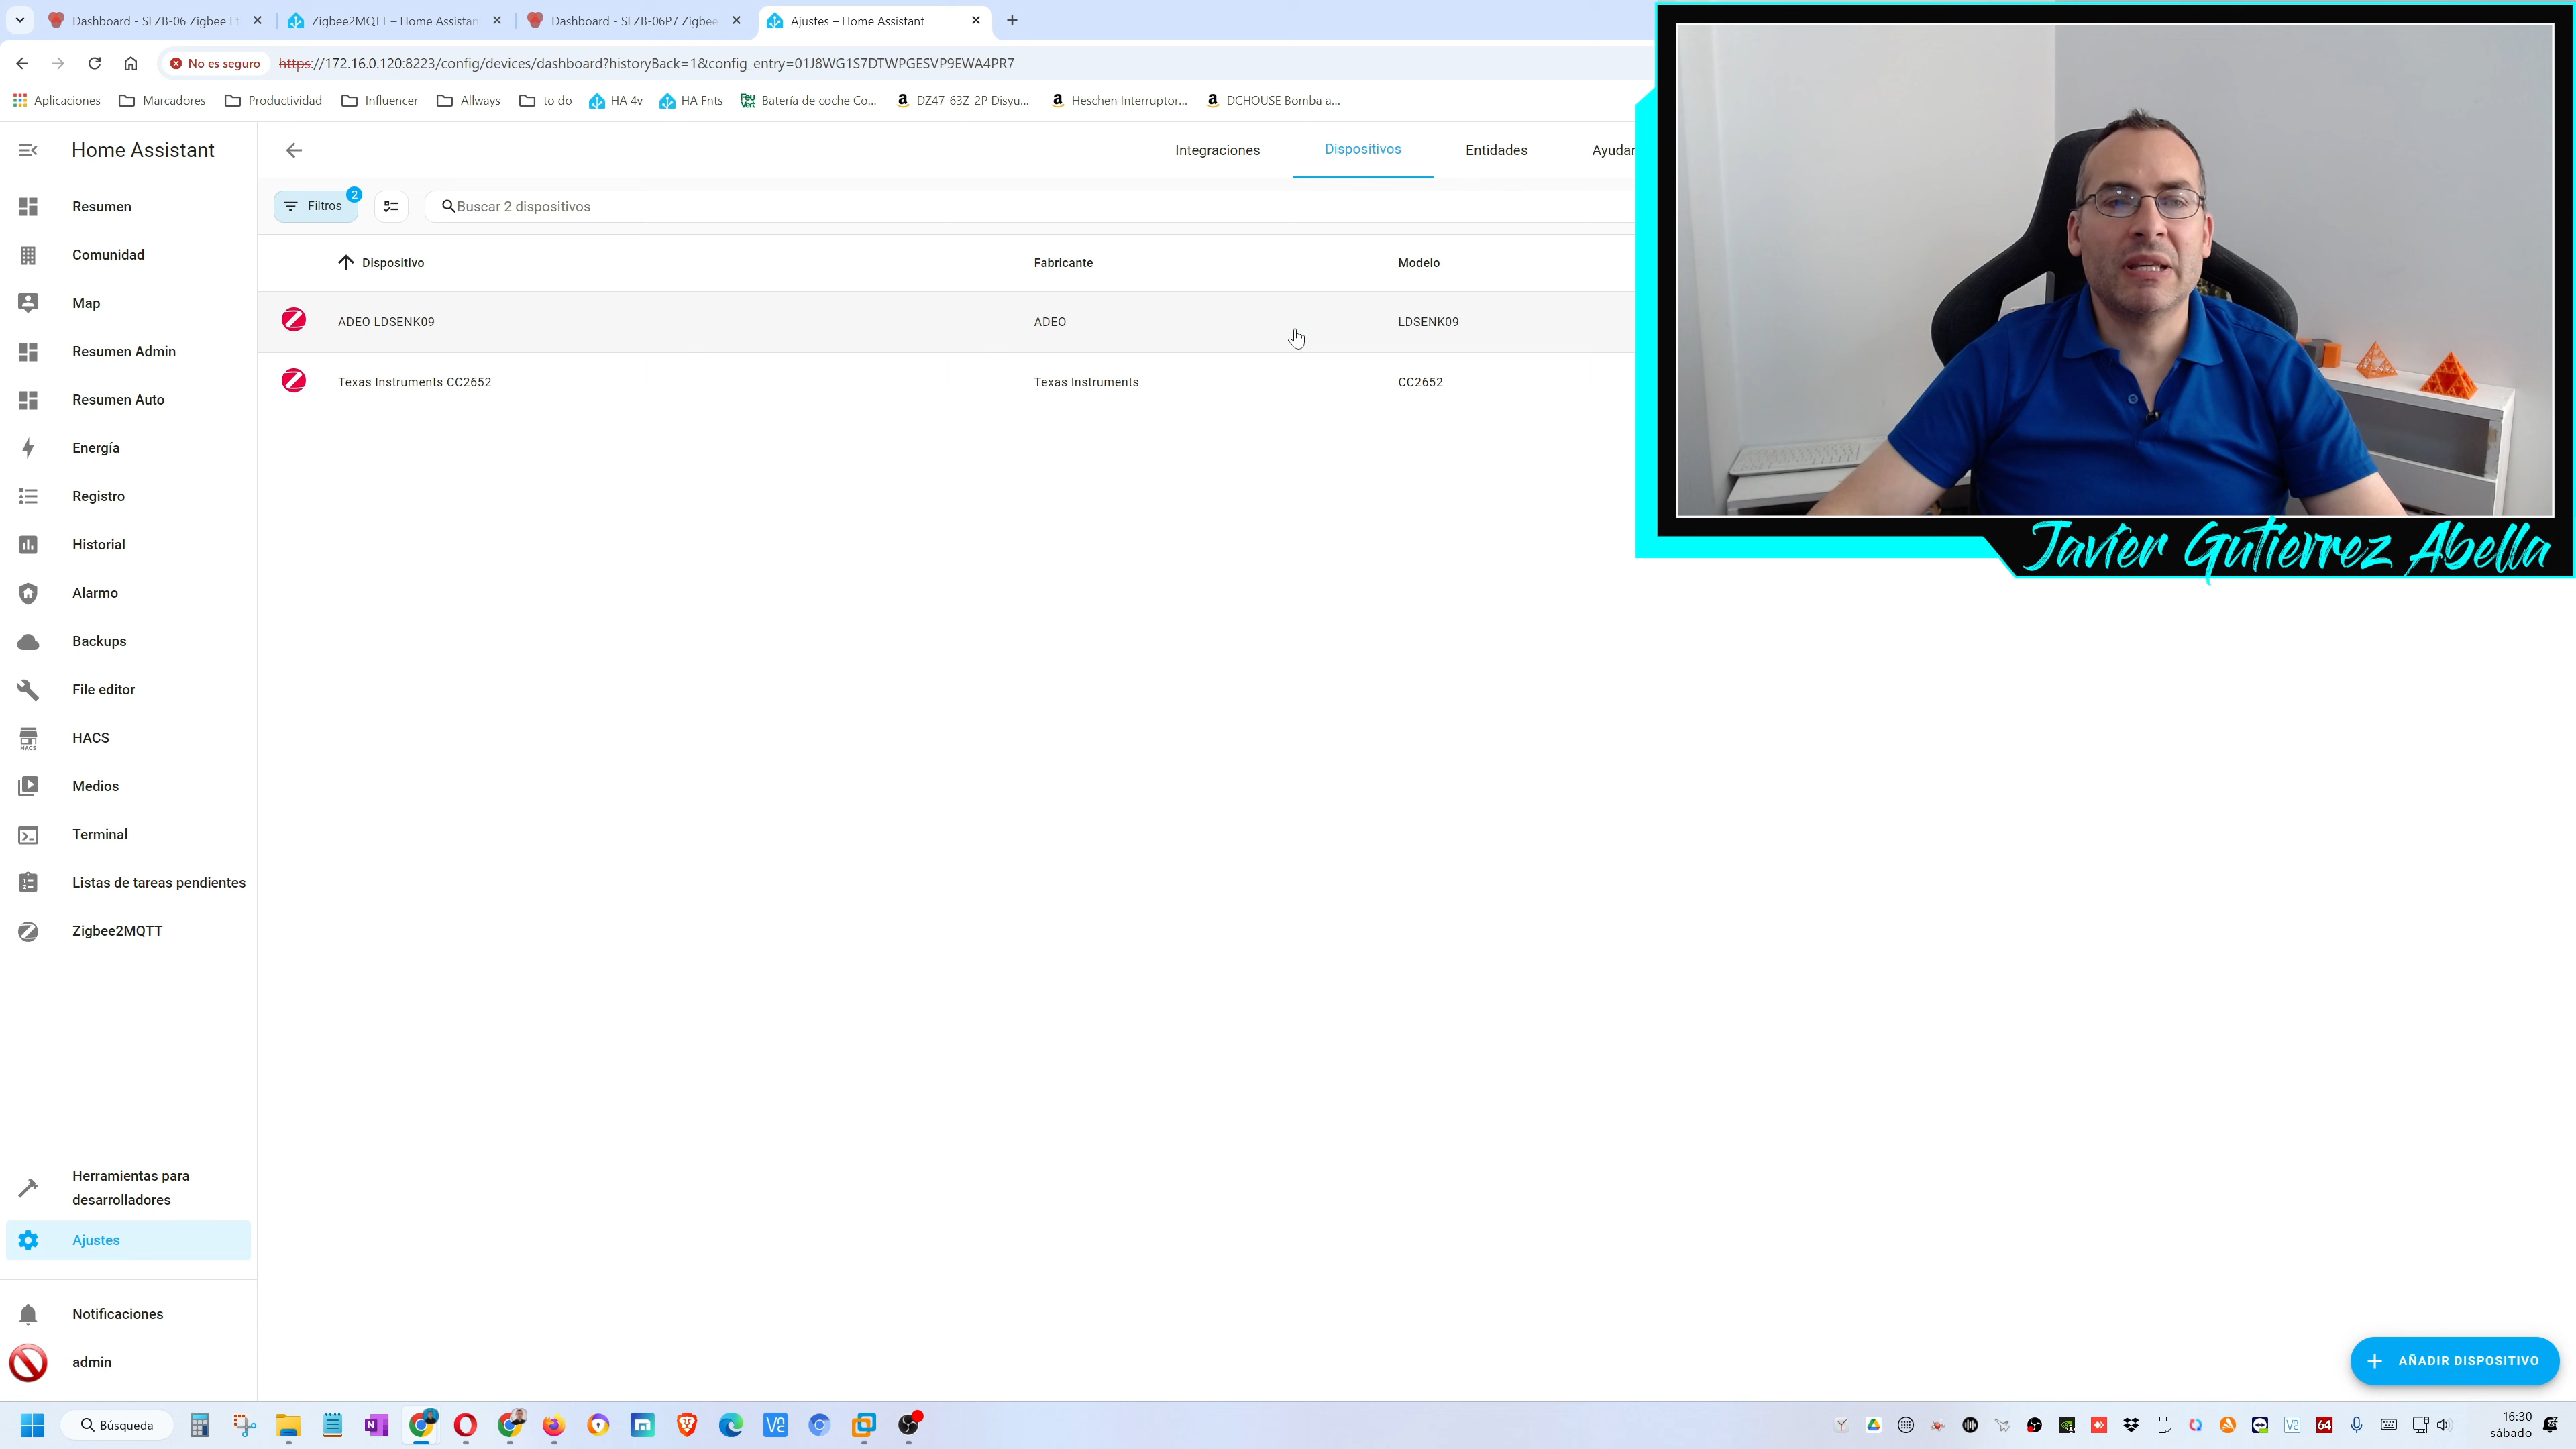 Dashboard - SLZB-06 Zigbee Et
Zigbee2MQTT – Home Assistan
Dashboard - SLZB-06P7 Zigbee
Ajustes – Home Assistant
No es seguro
https://172.16.0.120:8223/config/devices/dashboard?historyBack=1&config_entry=01J8WG1S7DTWPGESVP9EWA4PR7
Aplicaciones
Marcadores
Productividad
Influencer
Allways
to do
HA 4v
HA Fnts
Feu Vert
Batería de coche Co...
DZ47-63Z-2P Disyu...
Heschen Interruptor...
DCHOUSE Bomba a...
Home Assistant
Integraciones
Dispositivos
Entidades
Ayudar
Resumen
Comunidad
Map
Resumen Admin
Resumen Auto
Energía
Registro
Historial
Alarmo
Backups
File editor
HACS
HACS
Medios
Terminal
Listas de tareas pendientes
Zigbee2MQTT
Herramientas para
desarrolladores
Ajustes
Notificaciones
admin
Filtros
2
Buscar 2 dispositivos
Dispositivo
Fabricante
Modelo
ADEO LDSENK09
ADEO
LDSENK09
Texas Instruments CC2652
Texas Instruments
CC2652
Javier Gutierrez Abella
AÑADIR DISPOSITIVO
Búsqueda
64
16:30
sábado